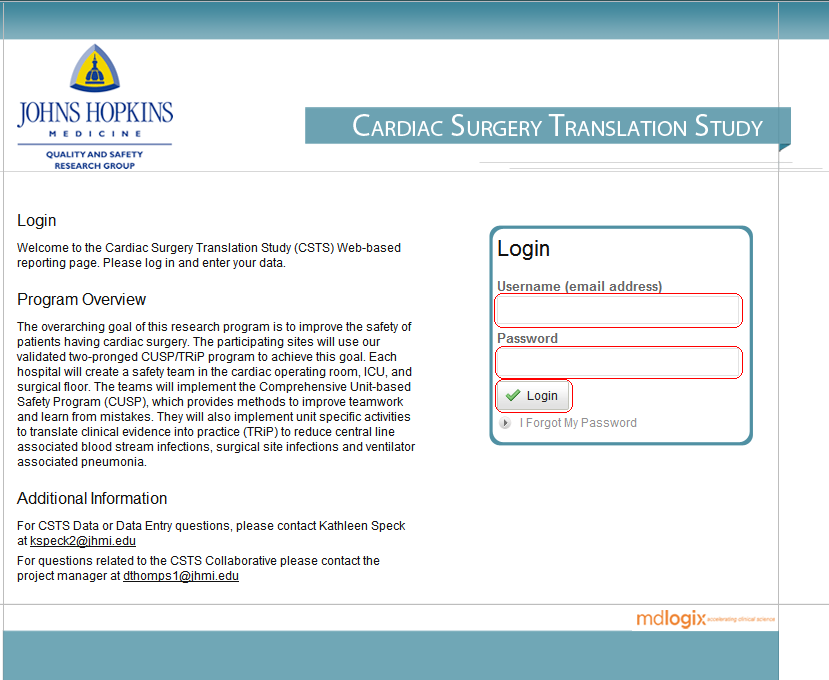 JOHNS HOPKINS
MEDICINE
QUALITY AND SAFETY
RESEARCH GROUP
CARDIAC SURGERY TRANSLATION STUDY
Login
Welcome to the Cardiac Surgery Translation Study (CSTS) Web-based
reporting page. Please log in and enter your data.
Program Overview
The overarching goal of this research program is to improve the safety of
patients having cardiac surgery. The participating sites will use our
validated two-pronged CUSP/TRiP program to achieve this goal. Each
hospital will create a safety team in the cardiac operating room, ICU, and
surgical floor. The teams will implement the Comprehensive Unit-based
Safety Program (CUSP), which provides methods to improve teamwork
and learn from mistakes. They will also implement unit specific activities
to translate clinical evidence into practice (TRiP) to reduce central line
associated blood stream infections, surgical site infections and ventilator
associated pneumonia.
Additional Information
For CSTS Data or Data Entry questions, please contact Kathleen Speck
at kspeck2@jhmi.edu
For questions related to the CSTS Collaborative please contact the
project manager at dthomps1@jhmi.edu
Login
Username (email address)
Password
Login
I Forgot My Password
mdlogix accelerating clinical science